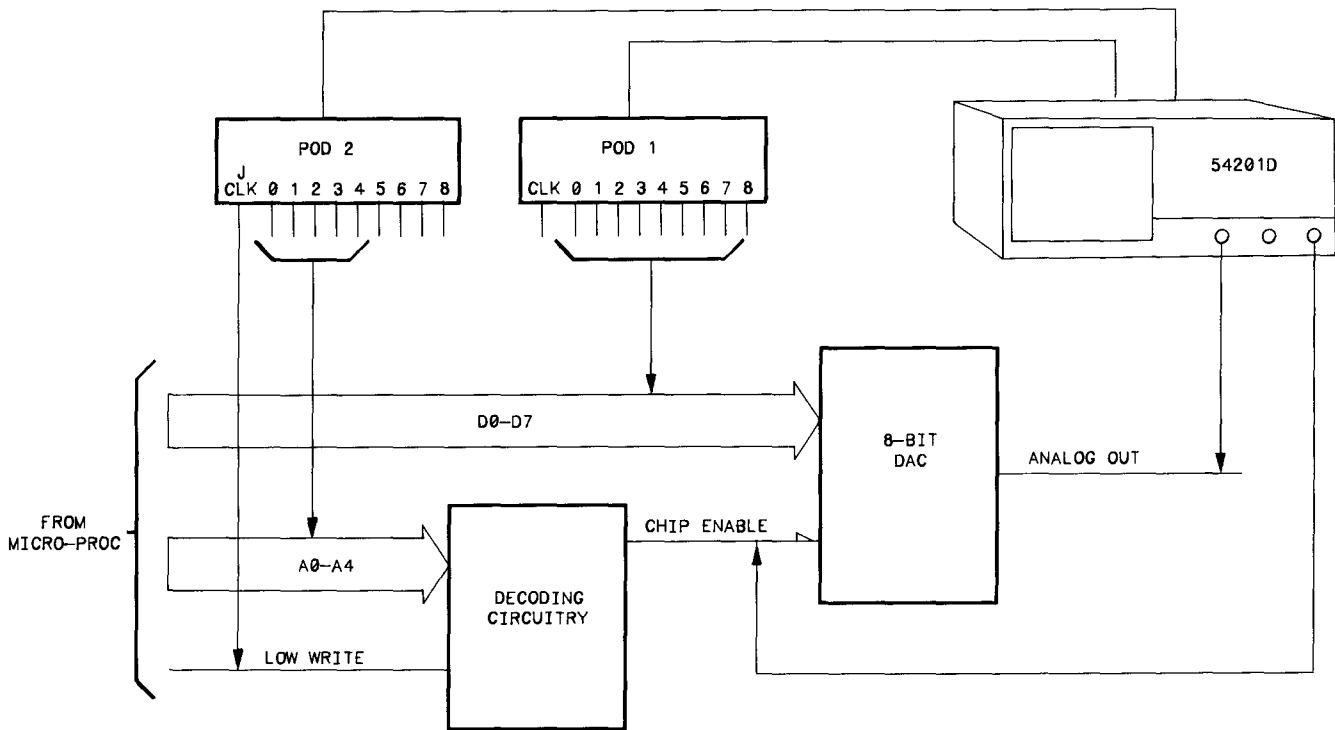 POD 2
J
CLK 0 1 2 3 4 5 6 7 8
POD 1
CLK 0 1 2 3 4 5 6 7 8
54201D
D0-D7
8-BIT
DAC
ANALOG OUT
FROM
MICRO-PROC
CHIP ENABLE
A0-A4
DECODING
CIRCUITRY
LOW WRITE